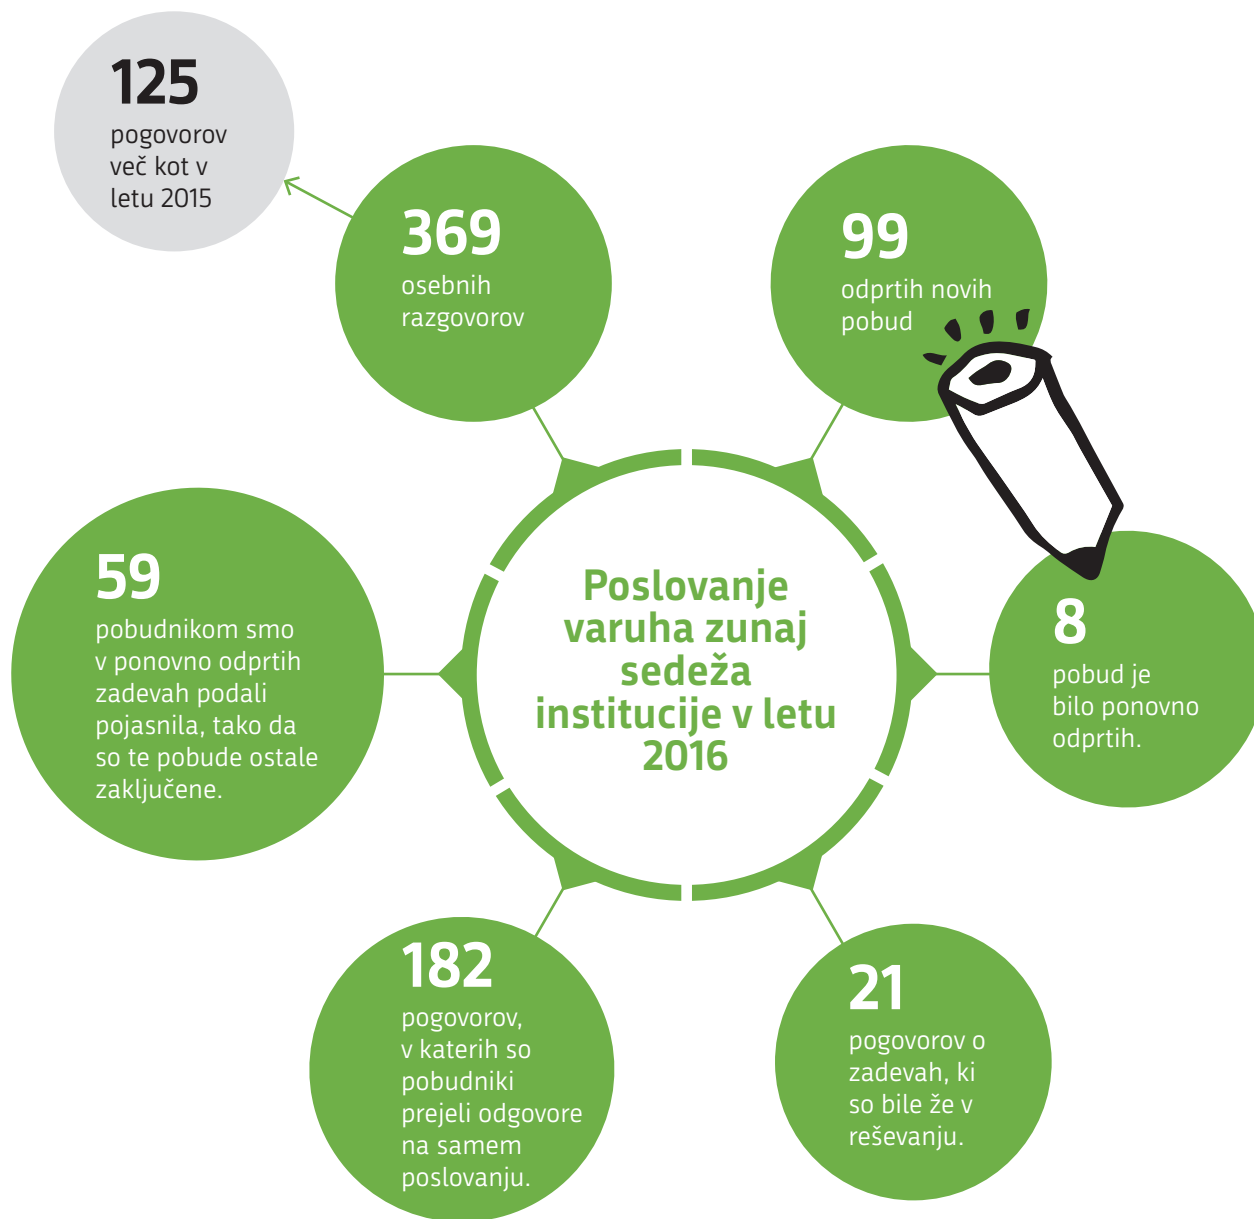 125
pogovorov
več kot v
letu 2015
369
osebnih
razgovorov
99
odprtih novih
pobud
59
pobudnikom smo
v ponovno odprtih
zadevah podali
pojasnila, tako da
so te pobude ostale
zaključene.
Poslovanje
varuha zunaj
sedeža
institucije v letu
2016
8
pobud je
bilo ponovno
odprtih.
182
pogovorov,
v katerih so
pobudniki
prejeli odgovore
na samem
poslovanju.
21
pogovorov o
zadevah, ki
so bile že v
reševanju.